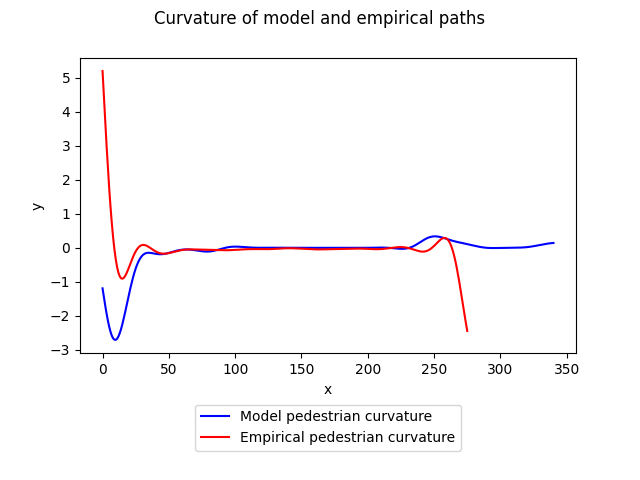 Curvature of model and empirical paths
5
4
3
2
1
0
−1
−2
−3
y
0 50 100 150 200 250 300 350
x
Model pedestrian curvature
Empirical pedestrian curvature